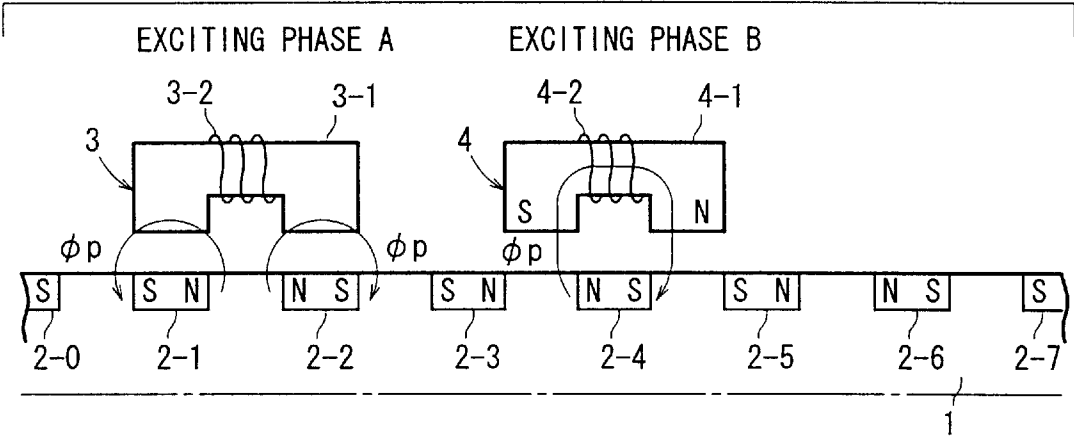 EXCITING PHASE A EXCITING PHASE B
3-2 3-1 4-2 4-1
3 4
S N
φp φp φp
S S N N S S N N S S N N S S
2-0 2-1 2-2 2-3 2-4 2-5 2-6 2-7
1